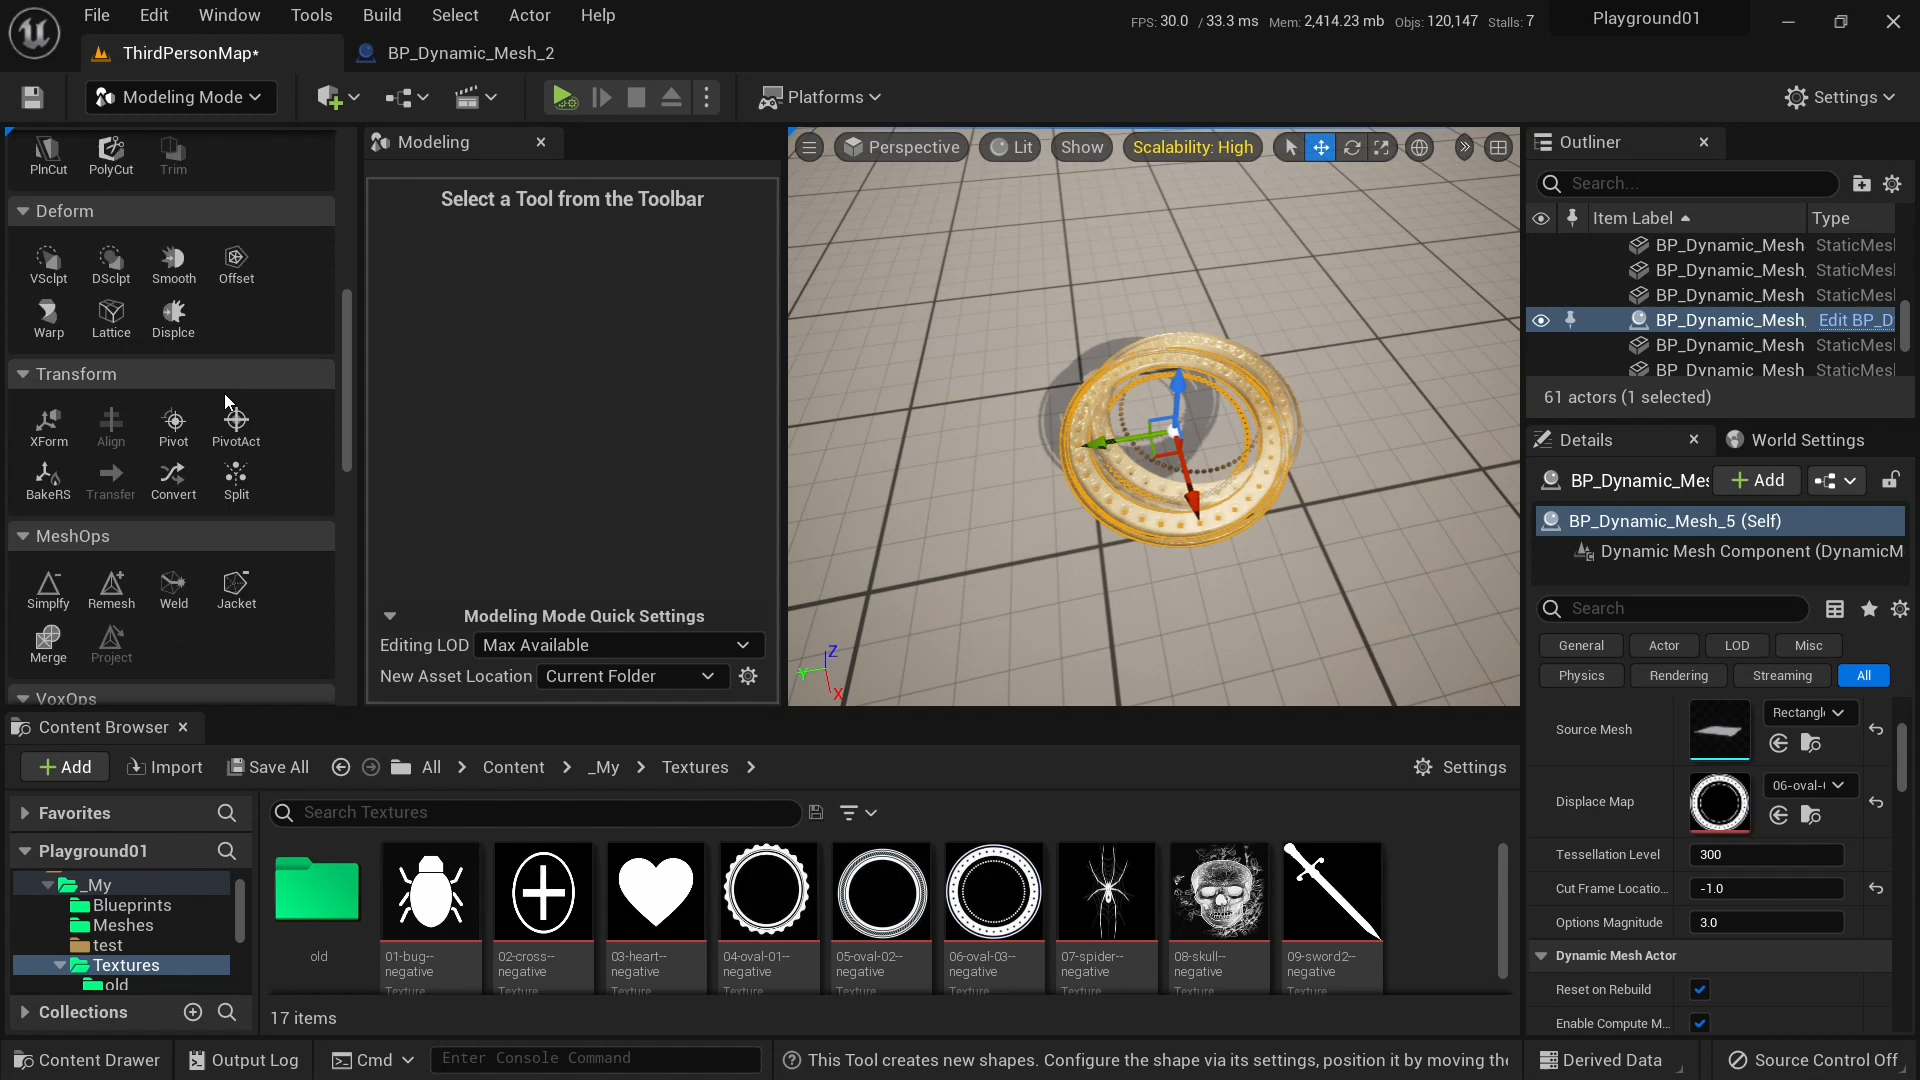 File Edit Window Tools Build Select Actor Help
FPS: 30.0 / 33.3 ms Mem: 2,414.23 mb Objs: 120,147 Stalls: 7
Playground01
ThirdPersonMap*
BP_Dynamic_Mesh_2
Modeling Mode
Platforms
Settings
PlnCut PolyCut Trim
Deform
VSclpt DSclpt Smooth Offset
Warp Lattice Displce
Transform
XForm Align Pivot PivotAct
BakeRS Transfer Convert Split
MeshOps
Simplfy Remesh Weld Jacket
Merge Project
VoxOps
Modeling
Select a Tool from the Toolbar
Modeling Mode Quick Settings
Editing LOD Max Available
New Asset Location Current Folder
Perspective Lit Show Scalability: High
Z
Y
X
Outliner
Search...
Item Label Type
BP_Dynamic_Mesh StaticMesl
BP_Dynamic_Mesh_ StaticMesl
BP_Dynamic_Mesh StaticMesl
BP_Dynamic_Mesh_ Edit BP_D
BP_Dynamic_Mesh StaticMesl
BP_Dynamic_Mesh StaticMesl
61 actors (1 selected)
Details World Settings
BP_Dynamic_Mes Add
BP_Dynamic_Mesh_5 (Self)
Dynamic Mesh Component (DynamicM
Search
General Actor LOD Misc
Physics Rendering Streaming All
Source Mesh Rectangl
Displace Map 06-oval-
Tessellation Level 300
Cut Frame Locatio... -1.0
Options Magnitude 3.0
Dynamic Mesh Actor
Reset on Rebuild
Enable Compute M...
Content Browser
Add Import Save All All Content _My Textures Settings
Favorites
Playground01
_My
Blueprints
Meshes
test
Textures
old
Collections
Search Textures
old
01-bug--
negative
Texture
02-cross--
negative
Texture
03-heart--
negative
Texture
04-oval-01--
negative
Texture
05-oval-02--
negative
Texture
06-oval-03--
negative
Texture
07-spider--
negative
Texture
08-skull--
negative
Texture
09-sword2--
negative
Texture
17 items
Content Drawer Output Log Cmd Enter Console Command This Tool creates new shapes. Configure the shape via its settings, position it by moving the Derived Data Source Control Off